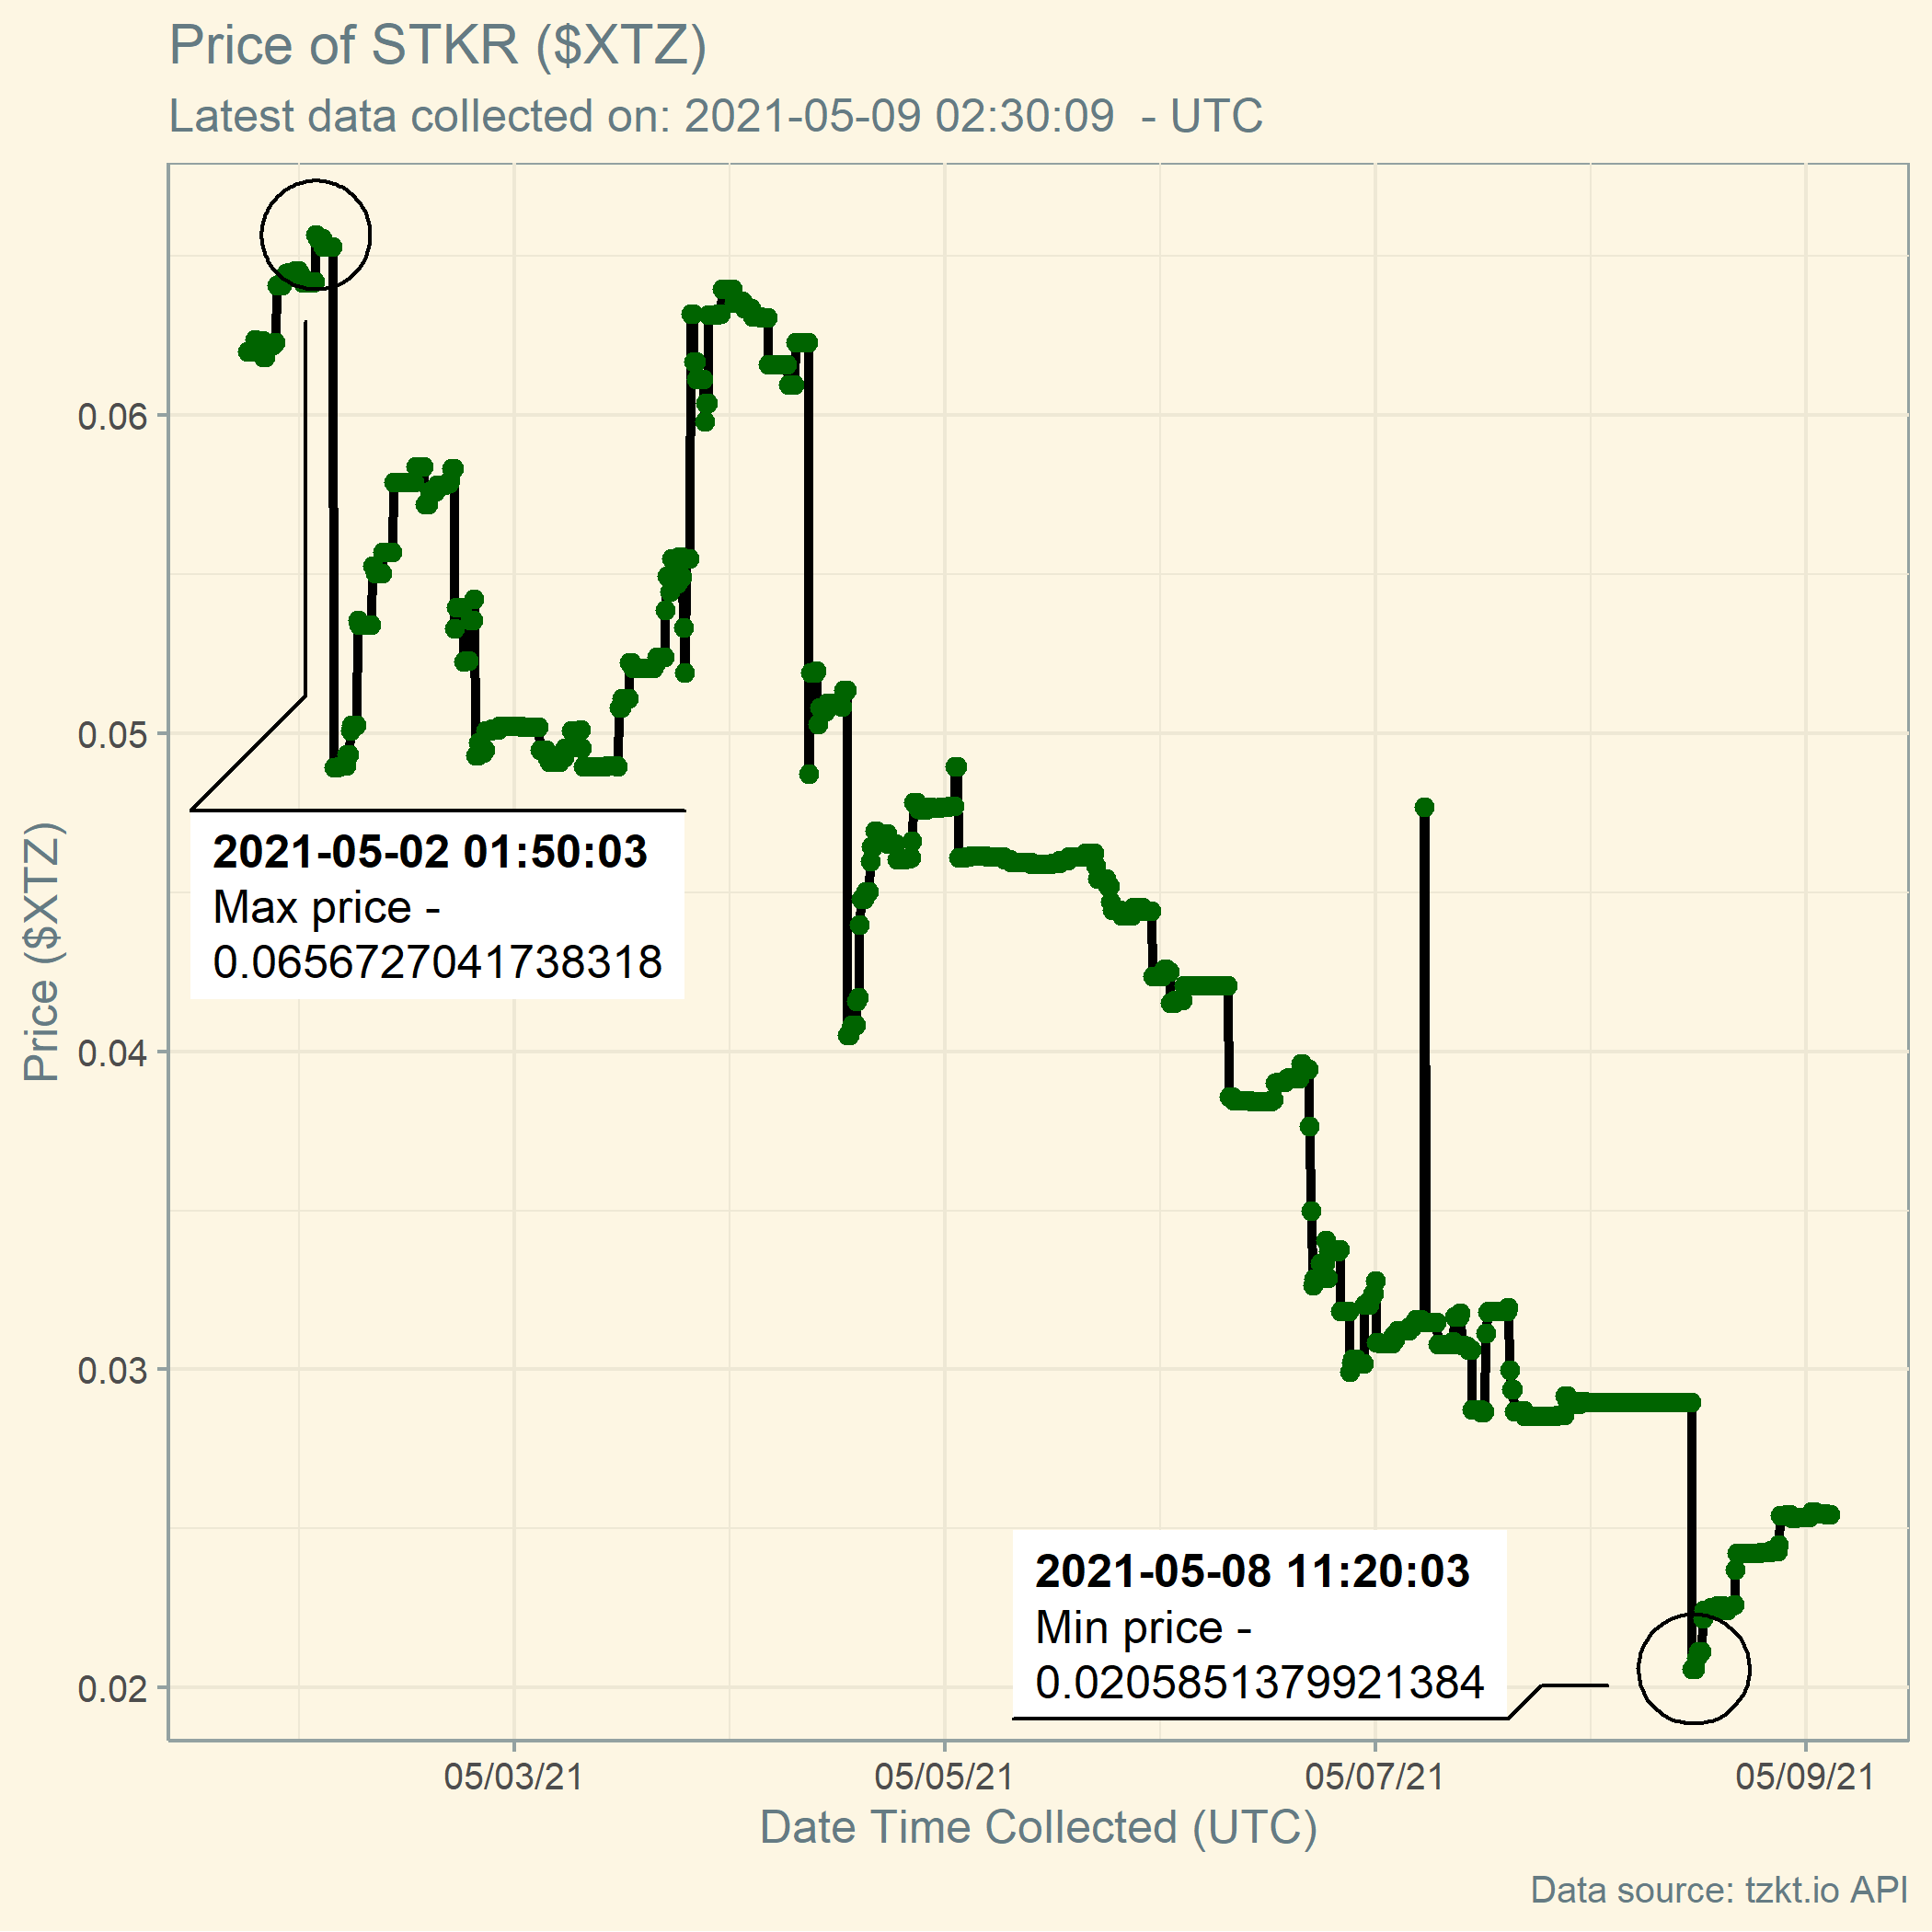 Price of STKR ($XTZ)
Latest data collected on: 2021-05-09 02:30:09  - UTC
Price ($XTZ)
0.06
0.05
0.04
0.03
0.02
2021-05-02 01:50:03
Max price -
0.0656727041738318
2021-05-08 11:20:03
Min price -
0.0205851379921384
05/03/21
05/05/21
05/07/21
05/09/21
Date Time Collected (UTC)
Data source: tzkt.io API